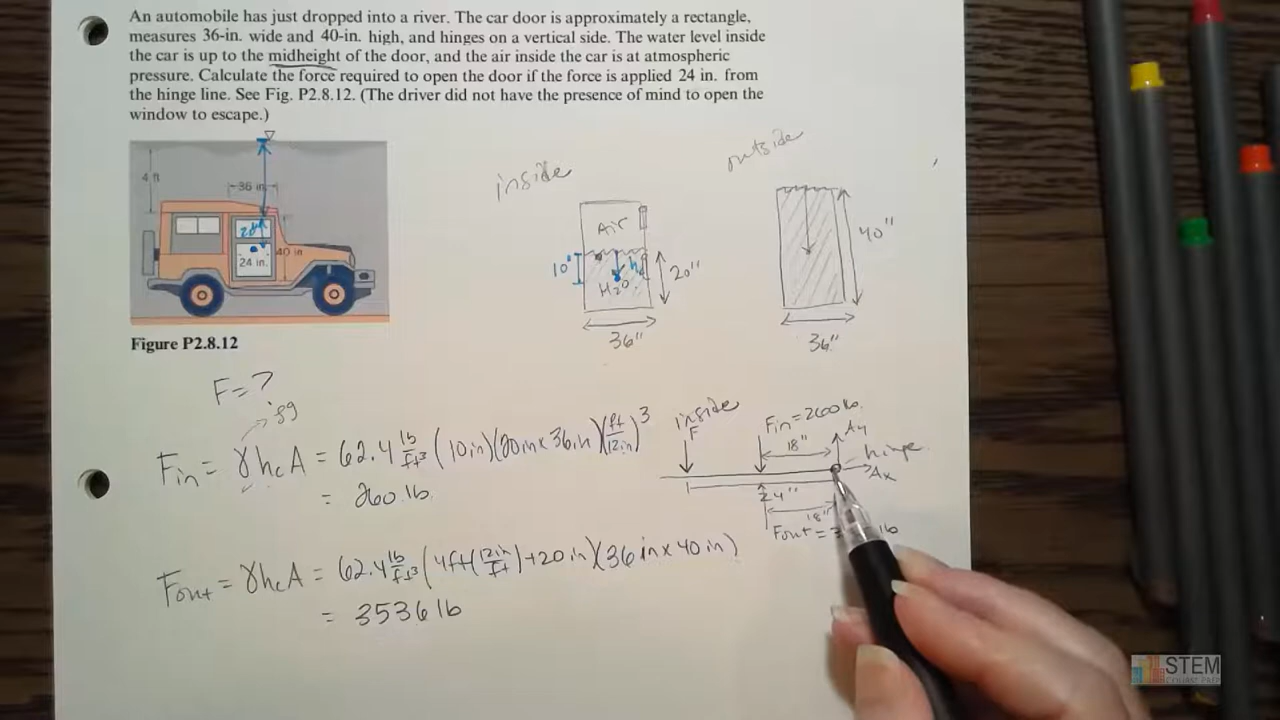 An automobile has just dropped into a river. The car door is approximately a rectangle,
measures 36-in. wide and 40-in. high, and hinges on a vertical side. The water level inside
the car is up to the midheight of the door, and the air inside the car is at atmospheric
pressure. Calculate the force required to open the door if the force is applied 24 in. from
the hinge line. See Fig. P2.8.12. (The driver did not have the presence of mind to open the
window to escape.)
4 ft
36 in.
40 in
24 in.
Figure P2.8.12
inside
Air
10"
h
H2O
20"
36"
outside
40"
36"
F=?
ρg
Fin = γhcA = 62.4 lb/ft³ (10in)(20in x 36in)(ft/12in)³
= 260 lb.
Fout = γhcA = 62.4 lb/ft³ (4ft(12in/ft)+20in)(36in x 40in)
= 3536 lb
inside
F
Fin = 260 lb.
18"
Ay
hinge
Ax
24"
18"
Fout = lb
STEM